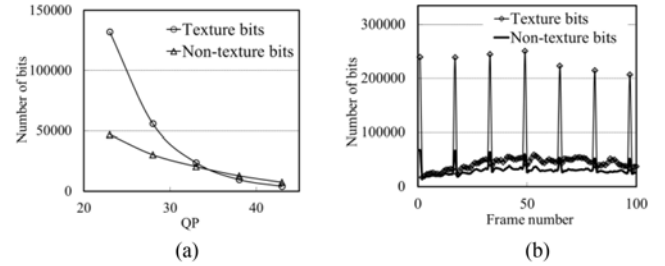 150000
100000
50000
0
Number of bits
Texture bits
Non-texture bits
20
30
40
QP
(a)
300000
200000
100000
0
Number of bits
Texture bits
Non-texture bits
0
50
100
Frame number
(b)